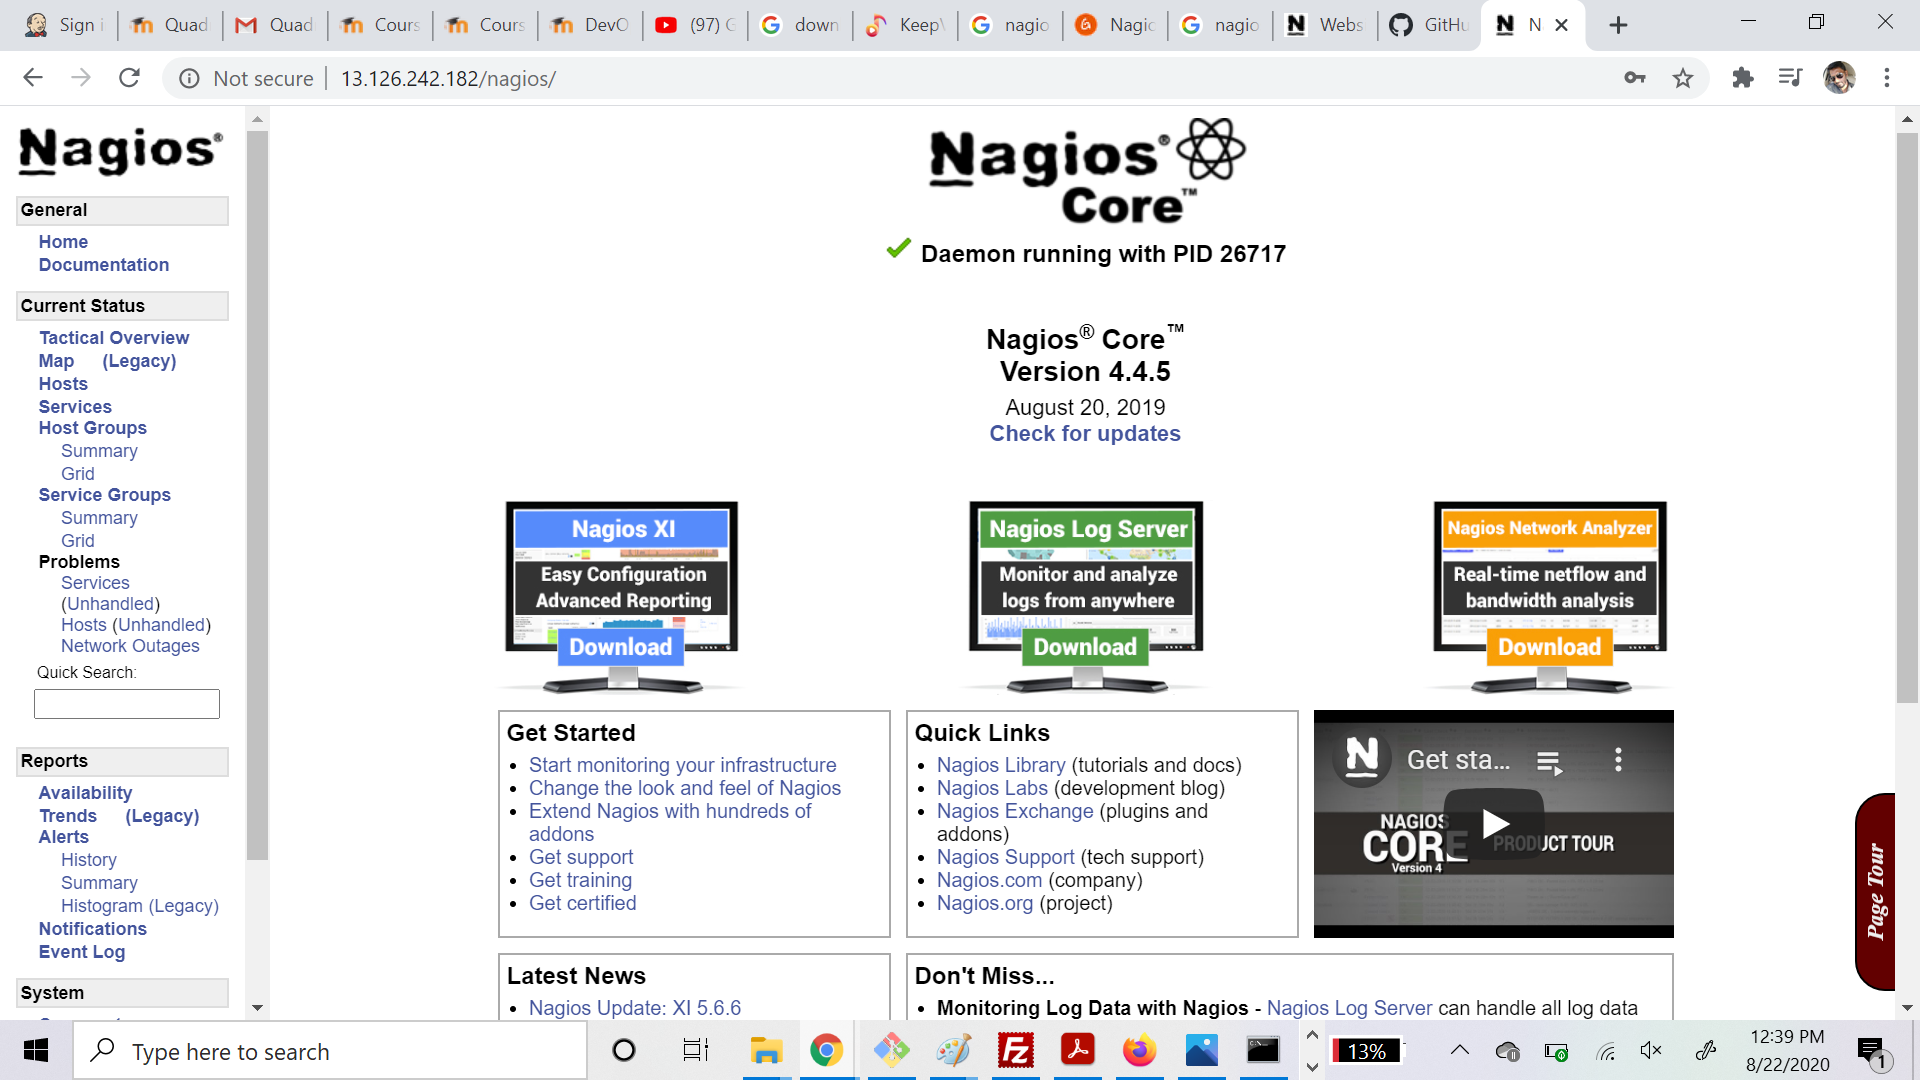 Sign i
Quad
Quad
Cours
Cours
DevO
(97) G
down
Keep
nagio
Nagio
nagio
Webs
GitHu
N
Not secure
13.126.242.182/nagios/
Nagios®
General
Home
Documentation
Current Status
Tactical Overview
Map (Legacy)
Hosts
Services
Host Groups
Summary
Grid
Service Groups
Summary
Grid
Problems
Services
(Unhandled)
Hosts (Unhandled)
Network Outages
Quick Search:
Reports
Availability
Trends (Legacy)
Alerts
History
Summary
Histogram (Legacy)
Notifications
Event Log
System
Nagios®
Core™
Daemon running with PID 26717
Nagios® Core™
Version 4.4.5
August 20, 2019
Check for updates
Nagios XI
Easy Configuration
Advanced Reporting
Download
Nagios Log Server
Monitor and analyze
logs from anywhere
Download
Nagios Network Analyzer
Real-time netflow and
bandwidth analysis
Download
Get Started
Start monitoring your infrastructure
Change the look and feel of Nagios
Extend Nagios with hundreds of
addons
Get support
Get training
Get certified
Quick Links
Nagios Library (tutorials and docs)
Nagios Labs (development blog)
Nagios Exchange (plugins and
addons)
Nagios Support (tech support)
Nagios.com (company)
Nagios.org (project)
N
Get sta...
NAGIOS
CORE
Version 4
PRODUCT TOUR
Page Tour
Latest News
Nagios Update: XI 5.6.6
Don't Miss...
Monitoring Log Data with Nagios - Nagios Log Server can handle all log data
Type here to search
13%
12:39 PM
8/22/2020
1